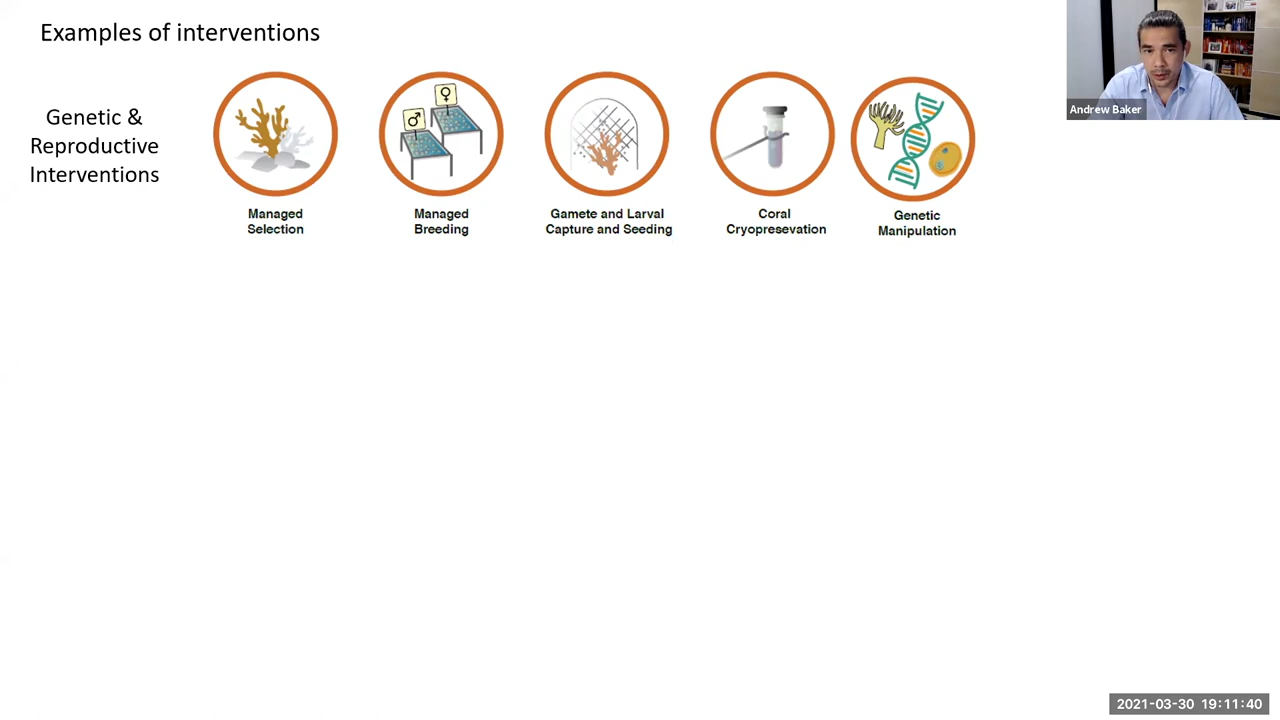 Examples of interventions
Andrew Baker
Genetic &
Reproductive
Interventions
♂
♀
Managed
Selection
Managed
Breeding
Gamete and Larval
Capture and Seeding
Coral
Cryopresevation
Genetic
Manipulation
2021-03-30 19:11:40